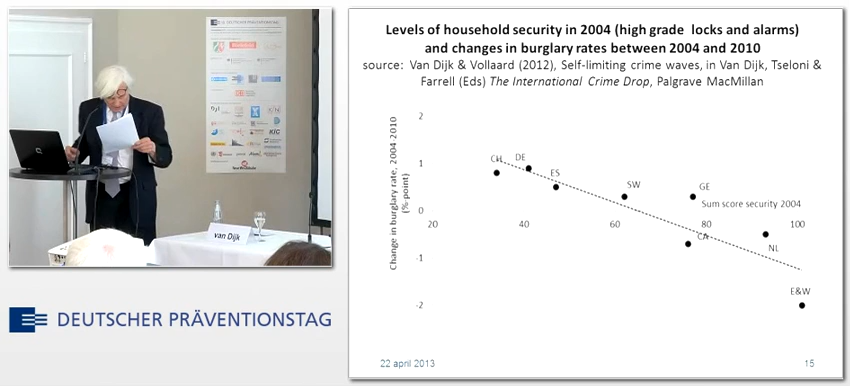 DEUTSCHER PRÄVENTIONSTAG
van Dijk
DEUTSCHER PRÄVENTIONSTAG
Levels of household security in 2004 (high grade locks and alarms)
and changes in burglary rates between 2004 and 2010
source: Van Dijk & Vollaard (2012), Self-limiting crime waves, in Van Dijk, Tseloni &
Farrell (Eds) The International Crime Drop, Palgrave MacMillan
Change in burglary rate, 2004-2010
(%-point)
2
1
0
-1
-2
20
40
60
80
100
CH
DE
ES
SW
GE
Sum score security 2004
CA
NL
E&W
22 april 2013
15